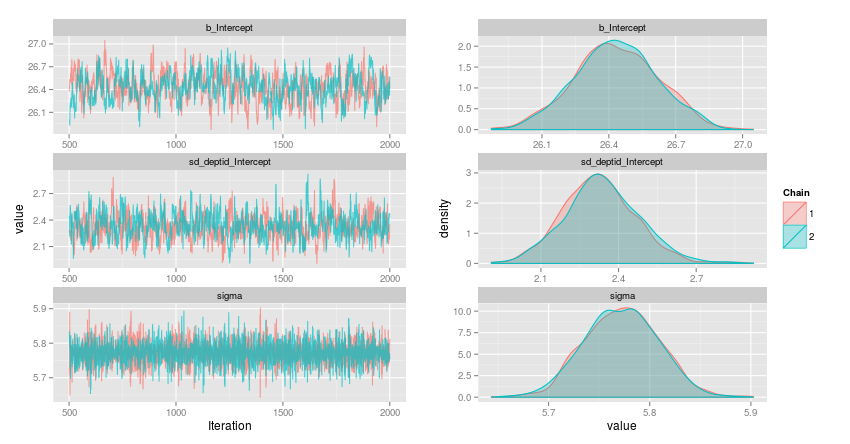 b_Intercept
27.0
26.7
26.4
26.1
500 1000 1500 2000
sd_deptid_Intercept
2.7
2.4
2.1
500 1000 1500 2000
sigma
5.9
5.8
5.7
500 1000 1500 2000
value
Iteration
b_Intercept
2.0
1.5
1.0
0.5
0.0
26.1 26.4 26.7 27.0
sd_deptid_Intercept
3
2
1
0
2.1 2.4 2.7
sigma
10.0
7.5
5.0
2.5
0.0
5.7 5.8 5.9
density
value
Chain
1
2